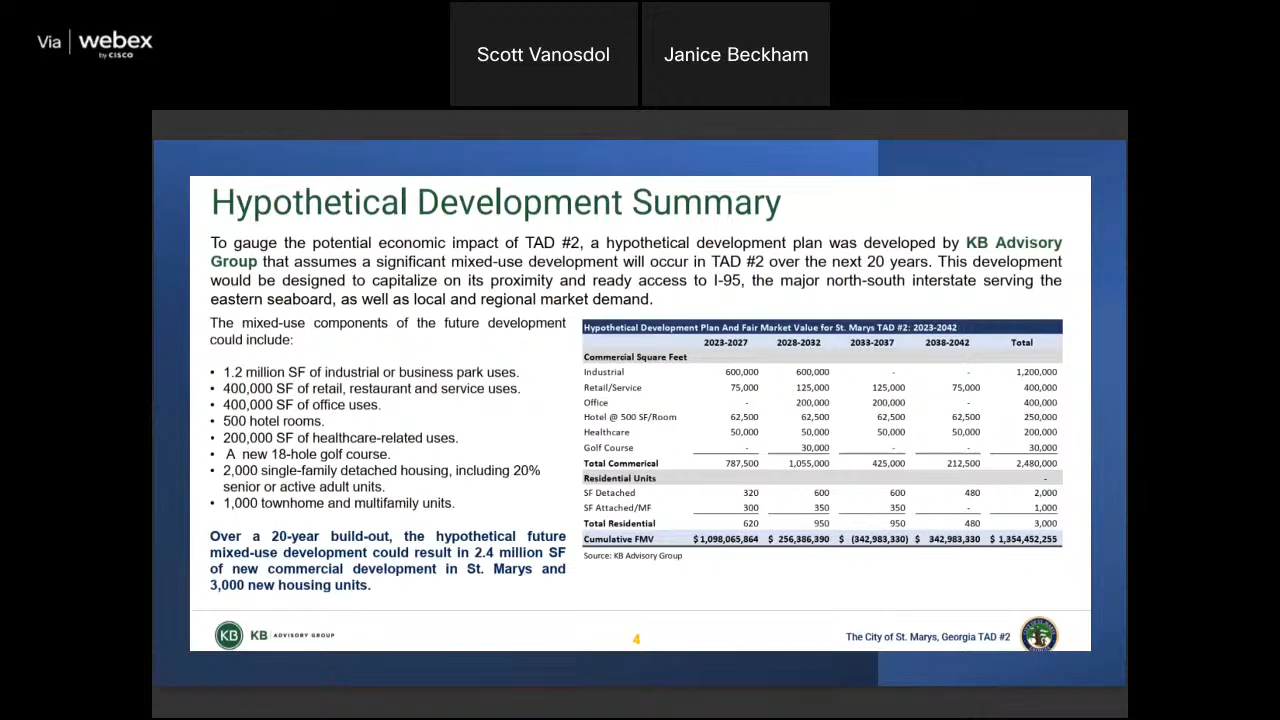 Via | webex
by CISCO
Scott Vanosdol
Janice Beckham
Hypothetical Development Summary
To gauge the potential economic impact of TAD #2, a hypothetical development plan was developed by KB Advisory
Group that assumes a significant mixed-use development will occur in TAD #2 over the next 20 years. This development
would be designed to capitalize on its proximity and ready access to I-95, the major north-south interstate serving the
eastern seaboard, as well as local and regional market demand.
The mixed-use components of the future development
could include:
• 1.2 million SF of industrial or business park uses.
• 400,000 SF of retail, restaurant and service uses.
• 400,000 SF of office uses.
• 500 hotel rooms.
• 200,000 SF of healthcare-related uses.
• A new 18-hole golf course.
• 2,000 single-family detached housing, including 20%
senior or active adult units.
• 1,000 townhome and multifamily units.
Over a 20-year build-out, the hypothetical future
mixed-use development could result in 2.4 million SF
of new commercial development in St. Marys and
3,000 new housing units.
Hypothetical Development Plan And Fair Market Value for St. Marys TAD #2: 2023-2042
2023-2027 2028-2032 2033-2037 2038-2042 Total
Commercial Square Feet
Industrial 600,000 600,000 - - 1,200,000
Retail/Service 75,000 125,000 125,000 75,000 400,000
Office - 200,000 200,000 - 400,000
Hotel @ 500 SF/Room 62,500 62,500 62,500 62,500 250,000
Healthcare 50,000 50,000 50,000 50,000 200,000
Golf Course - 30,000 - - 30,000
Total Commerical 787,500 1,055,000 425,000 212,500 2,480,000
Residential Units -
SF Detached 320 600 600 480 2,000
SF Attached/MF 300 350 350 - 1,000
Total Residential 620 950 950 480 3,000
Cumulative FMV $ 1,098,065,864 $ 256,386,390 $ (342,983,330) $ 342,983,330 $ 1,354,452,255
Source: KB Advisory Group
KB KB ADVISORY GROUP
4
The City of St. Marys, Georgia TAD #2